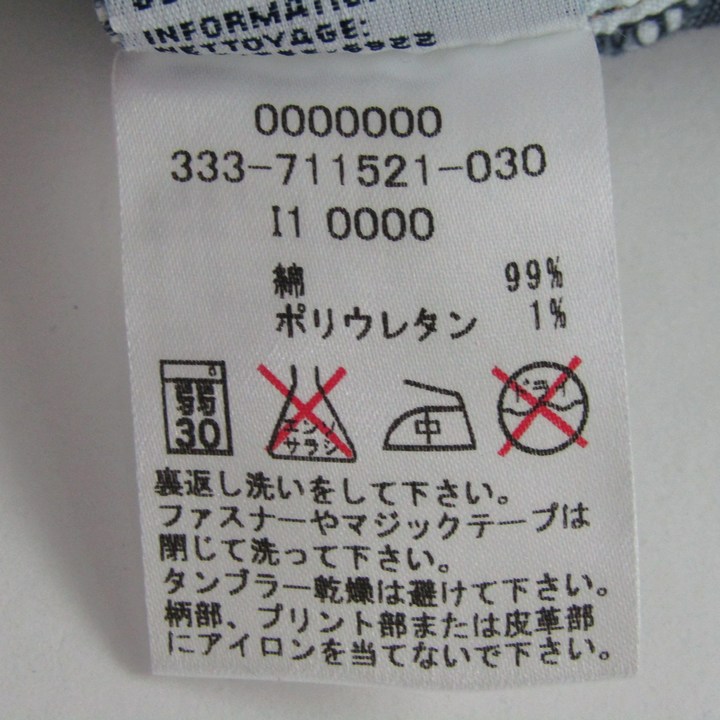 INFORMATION
NETTOYAGE:
0000000
333-711521-030
I1 0000
綿 99%
ポリウレタン 1%
弱 30
エンソ サラシ
中
ドライ
裏返し洗いをして下さい。
ファスナーやマジックテープは
閉じて洗って下さい。
タンブラー乾燥は避けて下さい。
柄部、プリント部または皮革部
にアイロンを当てないで下さい。